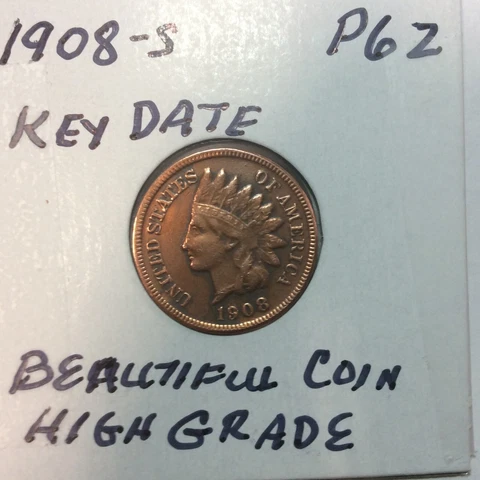 1908-S P62
KEY DATE
UNITED STATES OF AMERICA
1908
BEAUTIFUL COIN
HIGH GRADE